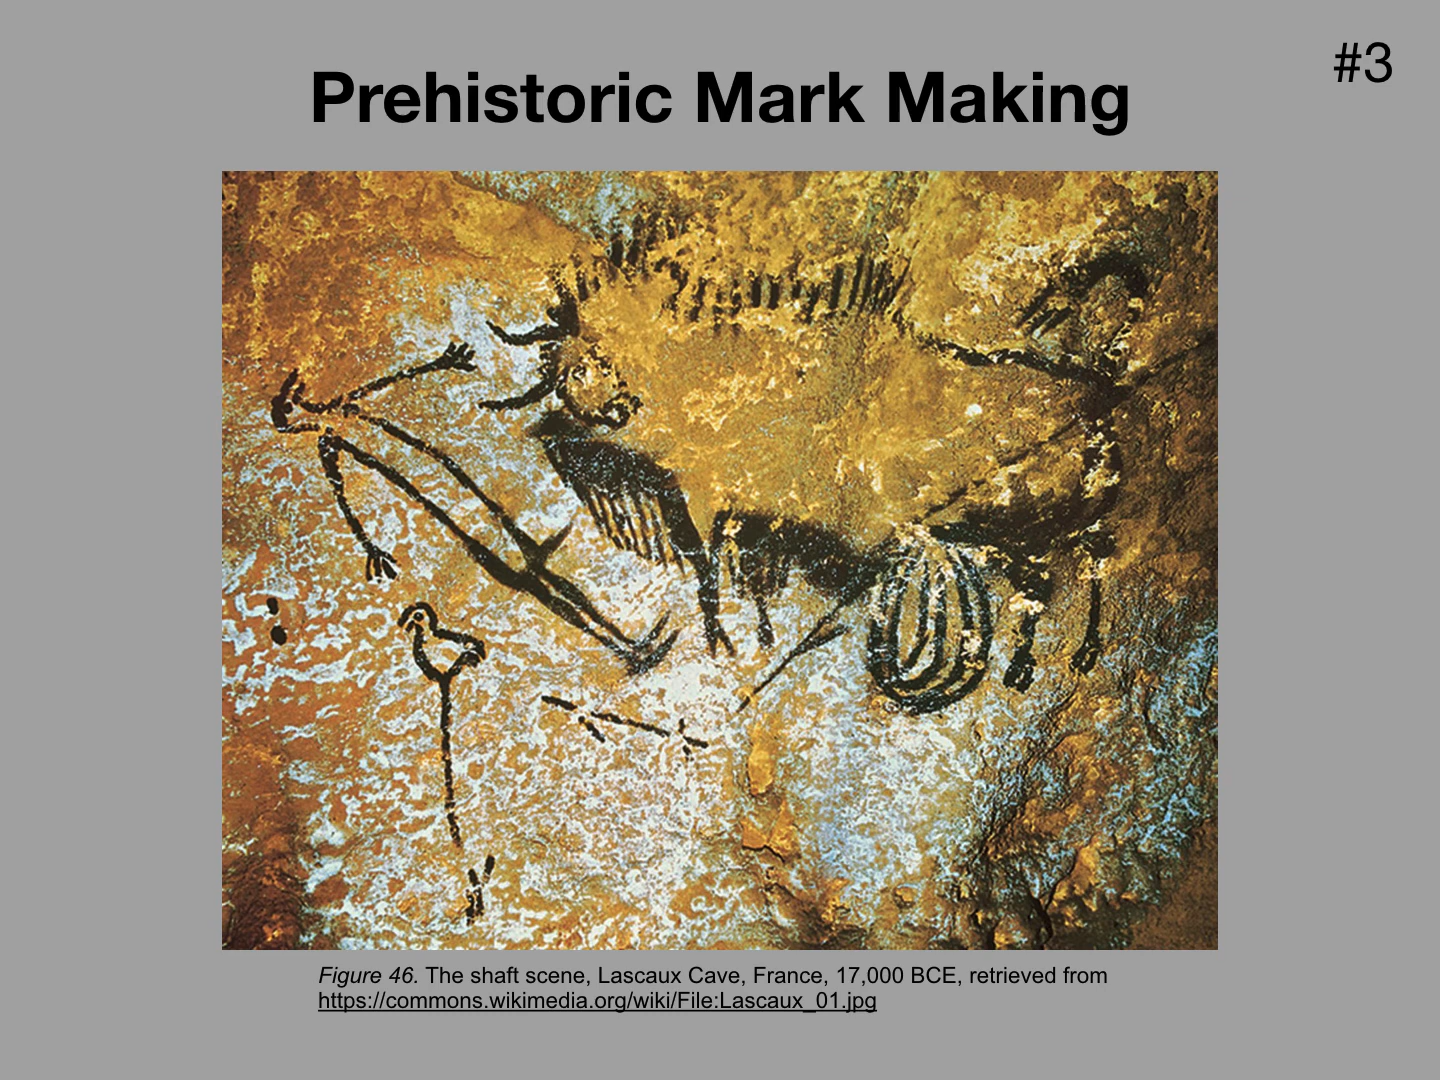 #3
Prehistoric Mark Making
Figure 46. The shaft scene, Lascaux Cave, France, 17,000 BCE, retrieved from
https://commons.wikimedia.org/wiki/File:Lascaux_01.jpg